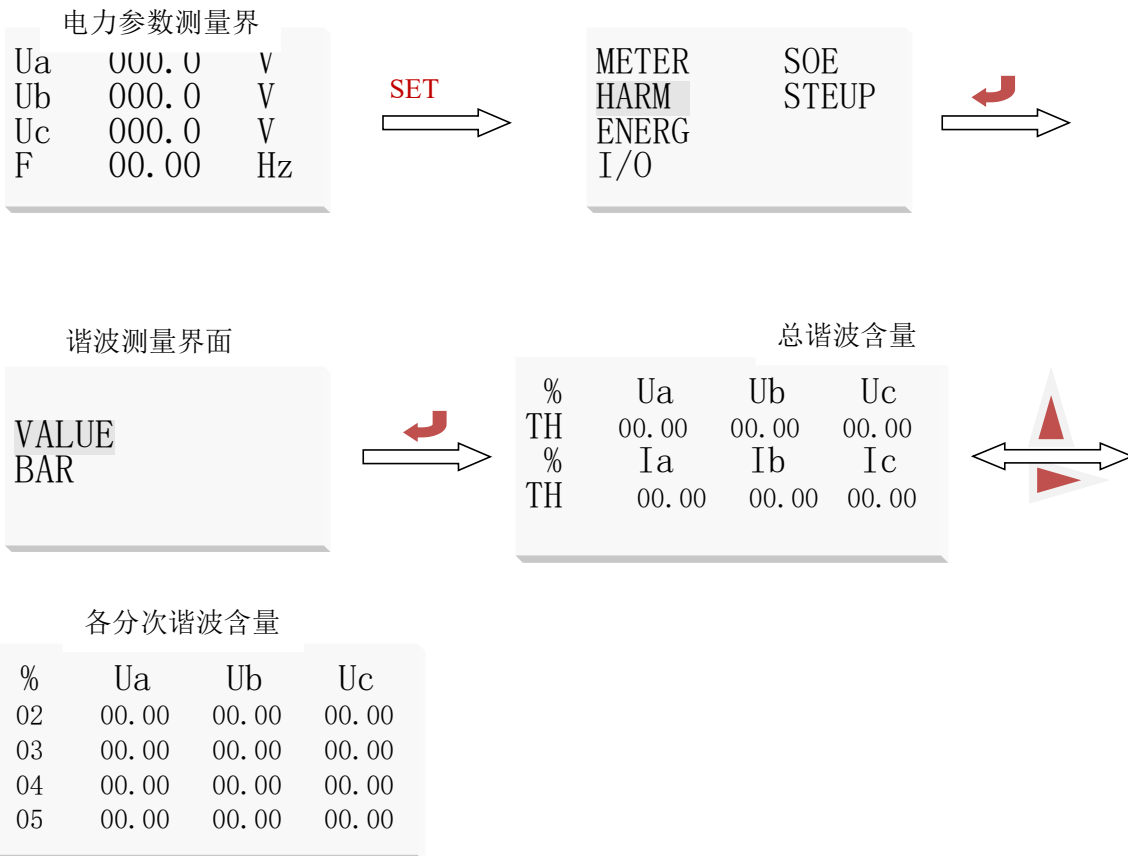 电力参数测量界
Ua 000.0 V
Ub 000.0 V
Uc 000.0 V
F 00.00 Hz
SET
METER SOE
HARM STEUP
ENERG
I/O
谐波测量界面
VALUE
BAR
总谐波含量
% Ua Ub Uc
TH 00.00 00.00 00.00
% Ia Ib Ic
TH 00.00 00.00 00.00
各分次谐波含量
% Ua Ub Uc
02 00.00 00.00 00.00
03 00.00 00.00 00.00
04 00.00 00.00 00.00
05 00.00 00.00 00.00